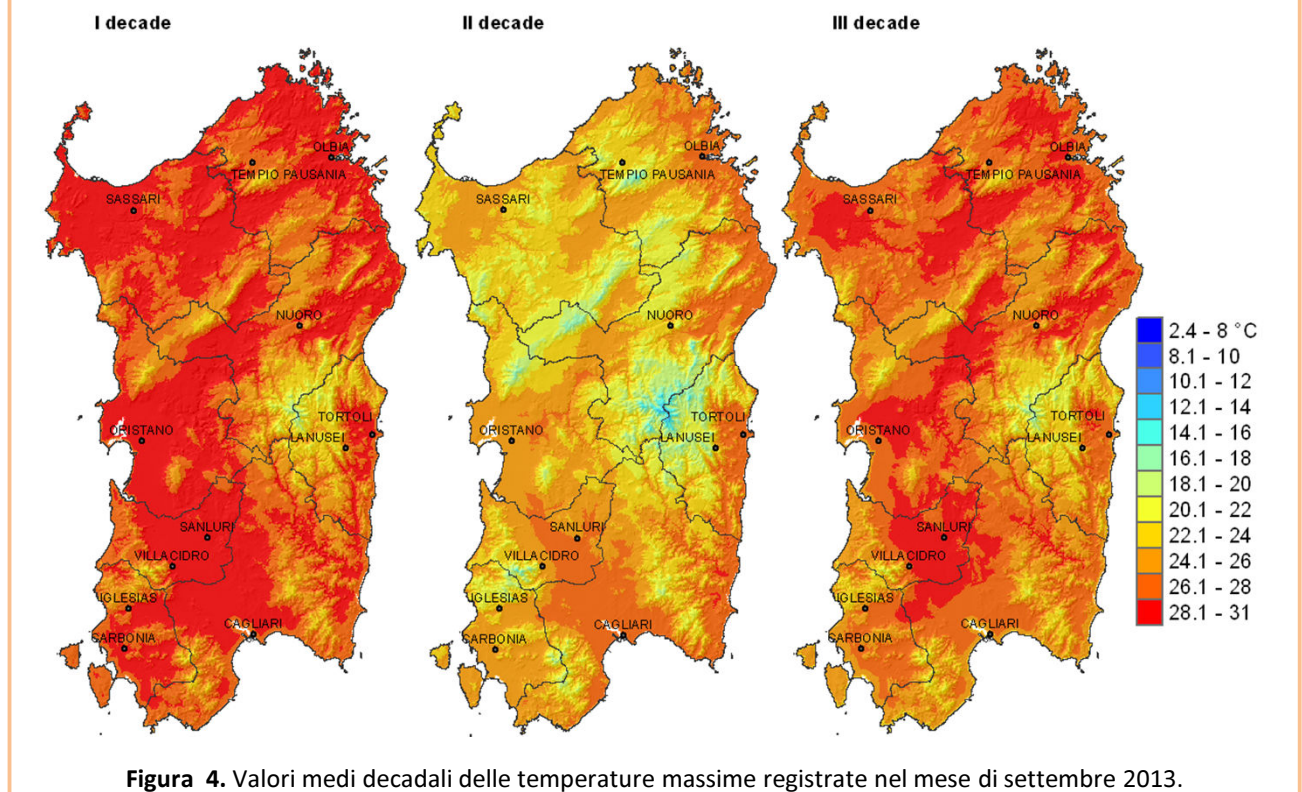 I decade
II decade
III decade
OLBIA
TEMPIO PAUSANIA
SASSARI
NUORO
TORTOLI
ORISTANO
LANUSEI
SANLURI
VILLACIDRO
IGLESIAS
CAGLIARI
CARBONIA
OLBIA
TEMPIO PAUSANIA
SASSARI
NUORO
TORTOLI
ORISTANO
LANUSEI
SANLURI
VILLACIDRO
IGLESIAS
CAGLIARI
CARBONIA
OLBIA
TEMPIO PAUSANIA
SASSARI
NUORO
TORTOLI
ORISTANO
LANUSEI
SANLURI
VILLACIDRO
IGLESIAS
CAGLIARI
CARBONIA
2.4 - 8 °C
8.1 - 10
10.1 - 12
12.1 - 14
14.1 - 16
16.1 - 18
18.1 - 20
20.1 - 22
22.1 - 24
24.1 - 26
26.1 - 28
28.1 - 31
Figura 4. Valori medi decadali delle temperature massime registrate nel mese di settembre 2013.